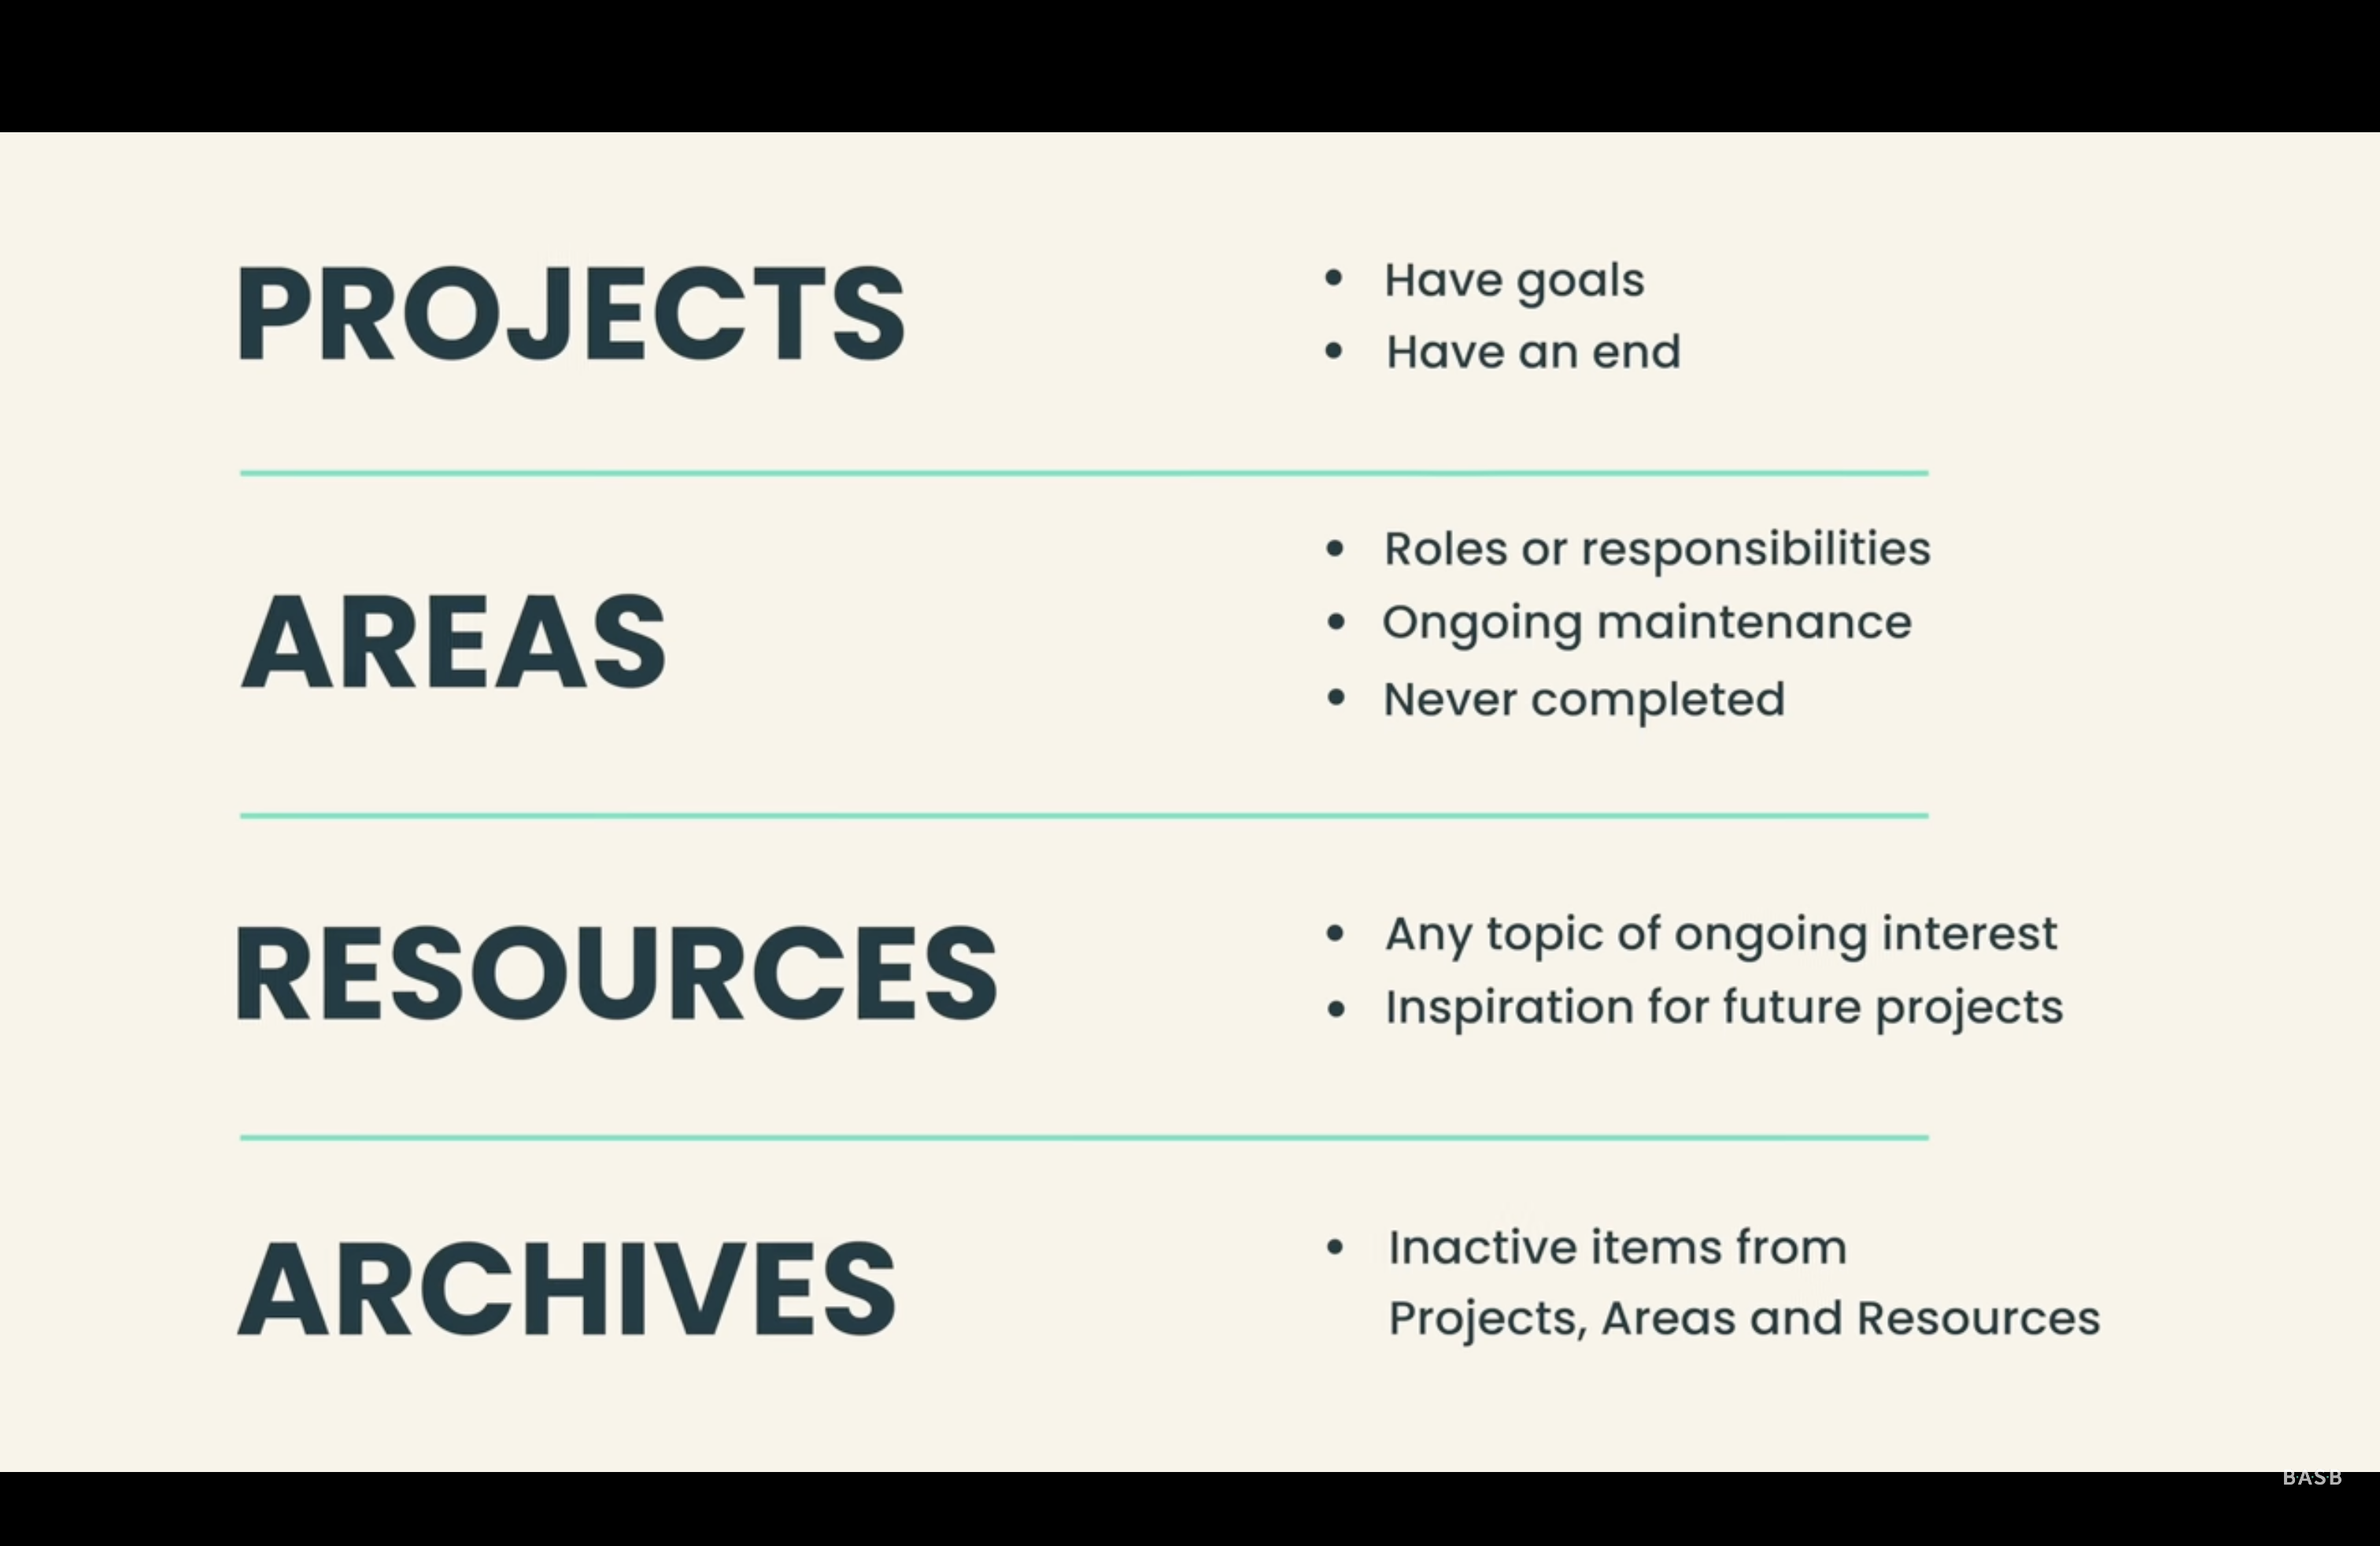 PROJECTS
• Have goals
• Have an end
AREAS
• Roles or responsibilities
• Ongoing maintenance
• Never completed
RESOURCES
• Any topic of ongoing interest
• Inspiration for future projects
ARCHIVES
• Inactive items from
Projects, Areas and Resources
BASB